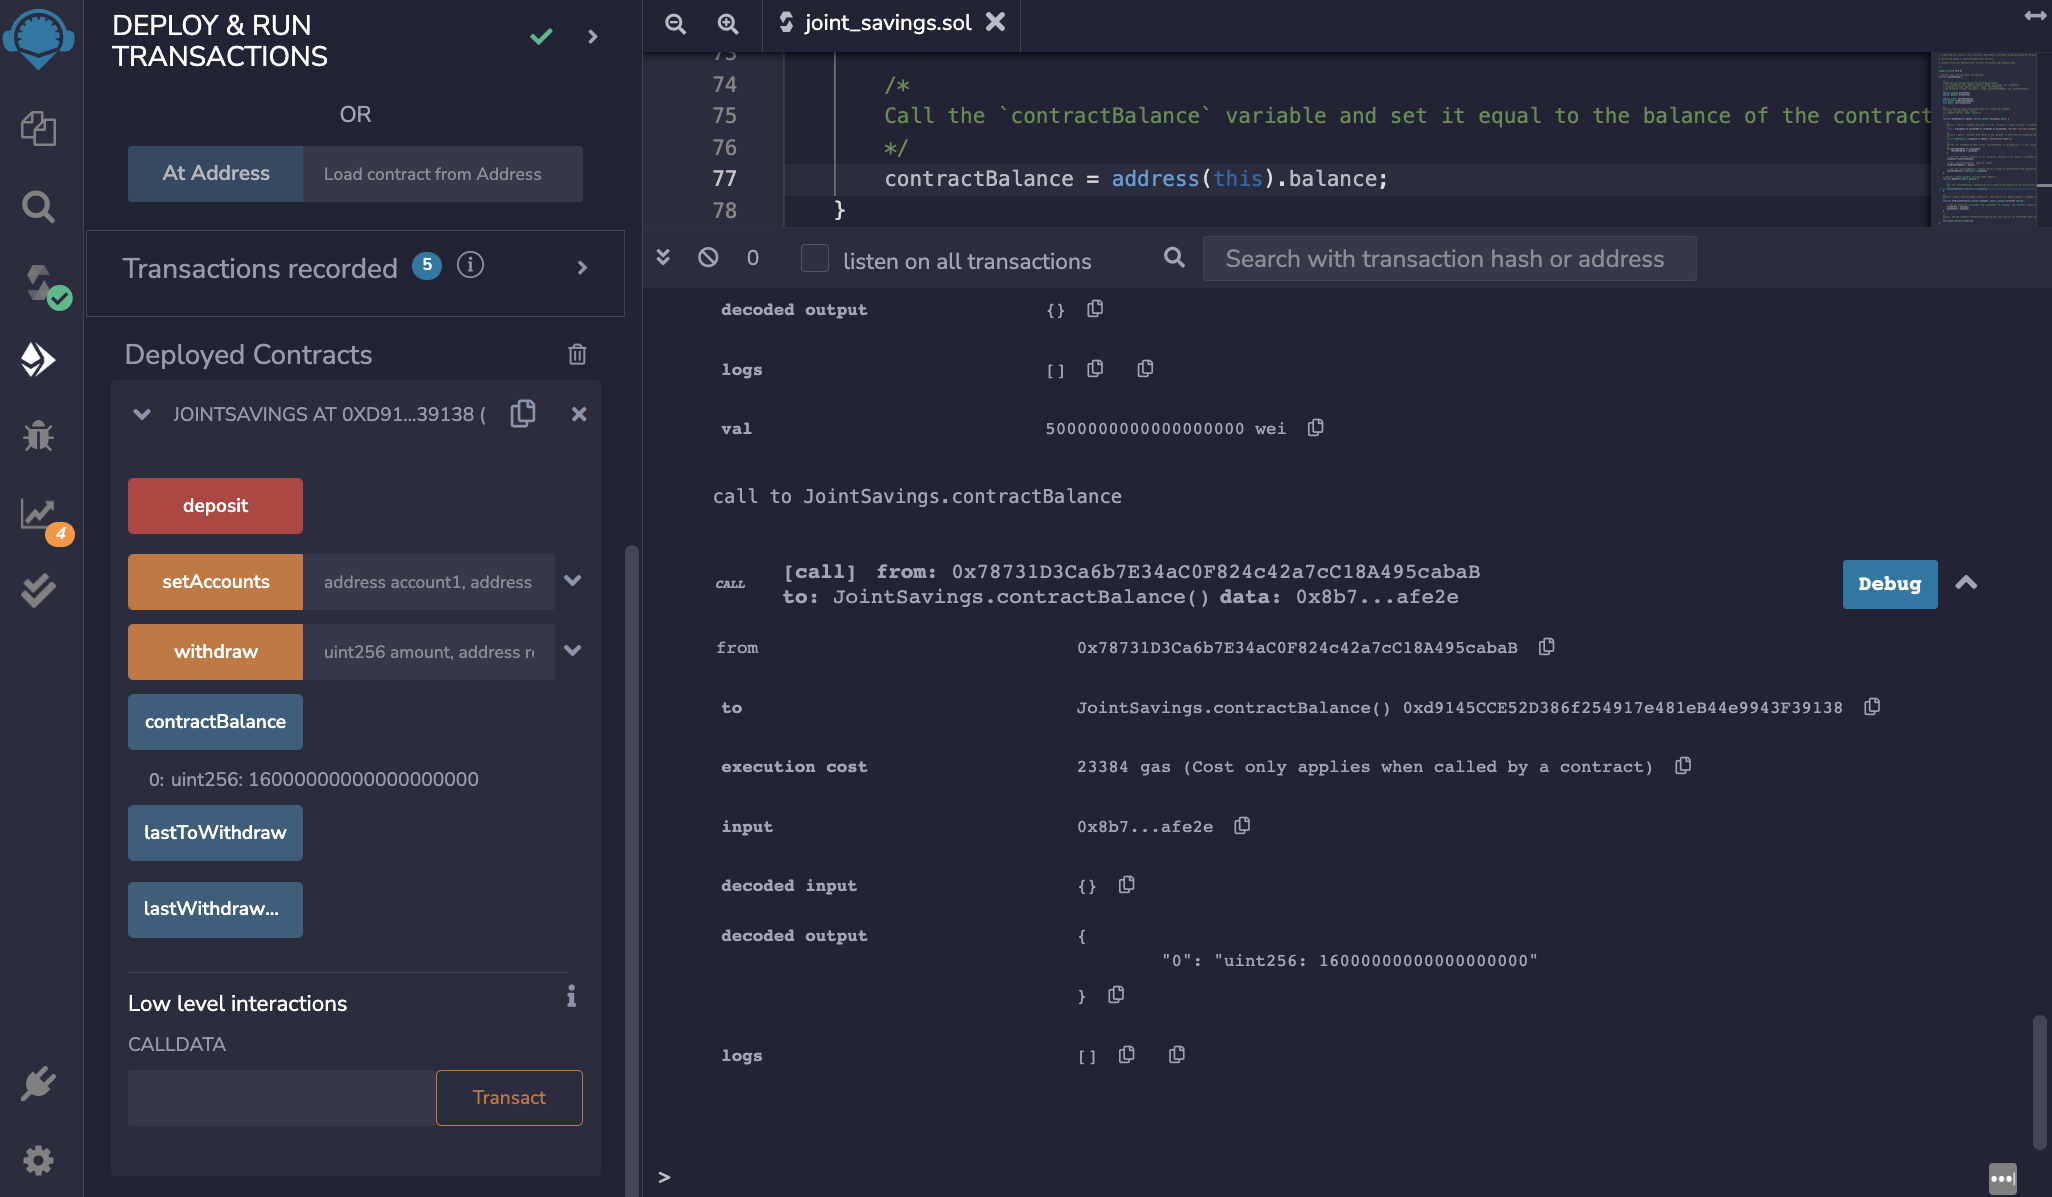 DEPLOY & RUN
TRANSACTIONS
OR
At Address
Load contract from Address
Transactions recorded 5
Deployed Contracts
JOINTSAVINGS AT 0XD91...39138 (
deposit
setAccounts
address account1, address
withdraw
uint256 amount, address re
contractBalance
0: uint256: 16000000000000000000
lastToWithdraw
lastWithdraw...
Low level interactions
CALLDATA
Transact
4
joint_savings.sol
73
74 /*
75 Call the `contractBalance` variable and set it equal to the balance of the contract
76 */
77 contractBalance = address(this).balance;
78 }
0
listen on all transactions
Search with transaction hash or address
decoded output {}
logs []
val 5000000000000000000 wei
call to JointSavings.contractBalance
CALL
[call] from: 0x78731D3Ca6b7E34aC0F824c42a7cC18A495cabaB
to: JointSavings.contractBalance() data: 0x8b7...afe2e
Debug
from 0x78731D3Ca6b7E34aC0F824c42a7cC18A495cabaB
to JointSavings.contractBalance() 0xd9145CCE52D386f254917e481eB44e9943F39138
execution cost 23384 gas (Cost only applies when called by a contract)
input 0x8b7...afe2e
decoded input {}
decoded output {
"0": "uint256: 16000000000000000000"
}
logs []
>